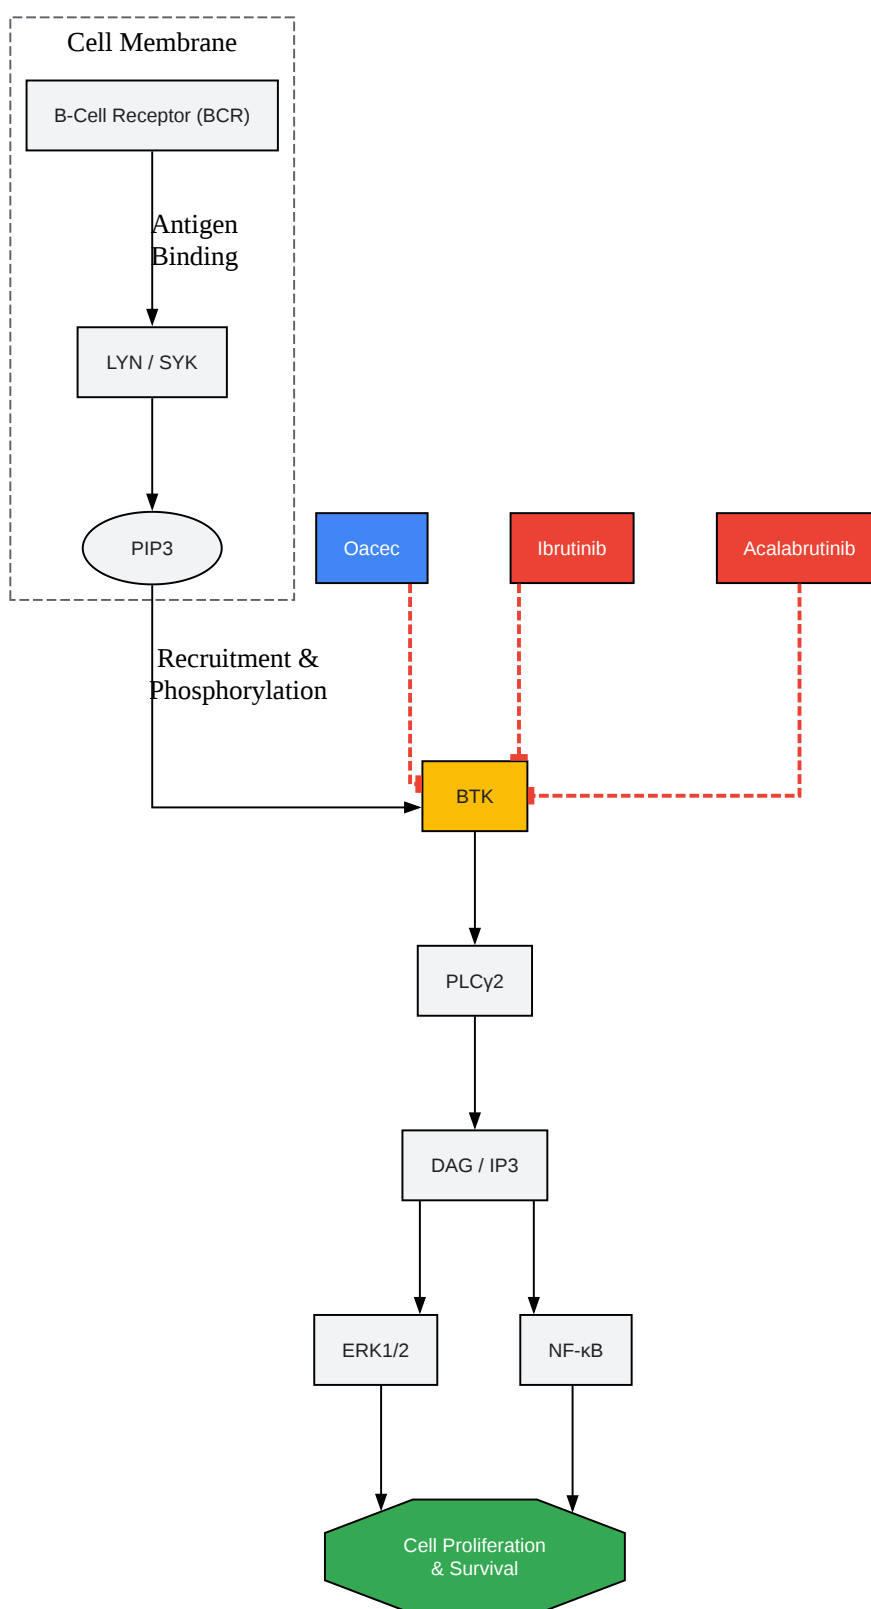 Cell Membrane
B-Cell Receptor (BCR)
Antigen
Binding
LYN / SYK
PIP3
Oacec
Ibrutinib
Acalabrutinib
Recruitment &
Phosphorylation
BTK
PLCγ2
DAG / IP3
ERK1/2
NF-κB
Cell Proliferation
& Survival